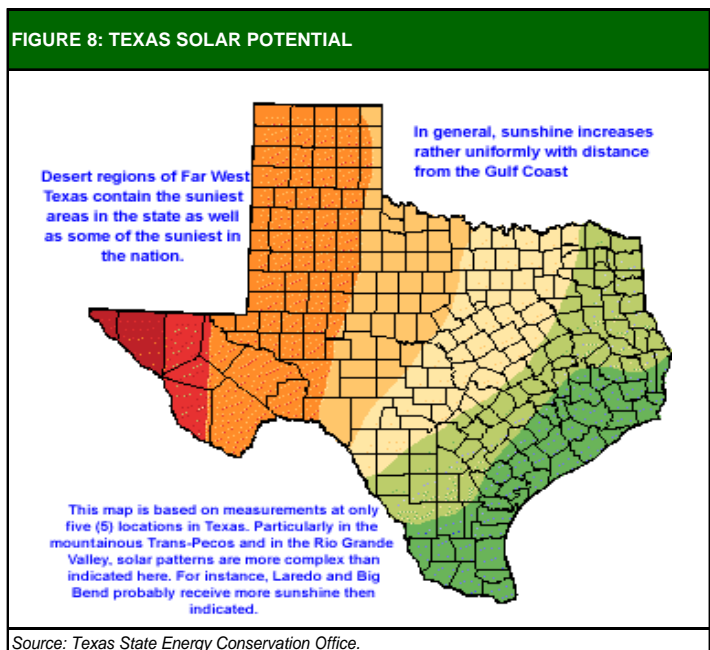 FIGURE 8: TEXAS SOLAR POTENTIAL
In general, sunshine increases
rather uniformly with distance
from the Gulf Coast
Desert regions of Far West
Texas contain the suniest
areas in the state as well
as some of the suniest in
the nation.
This map is based on measurements at only
five (5) locations in Texas. Particularly in the
mountainous Trans-Pecos and in the Rio Grande
Valley, solar patterns are more complex than
indicated here. For instance, Laredo and Big
Bend probably receive more sunshine then
indicated.
Source: Texas State Energy Conservation Office.